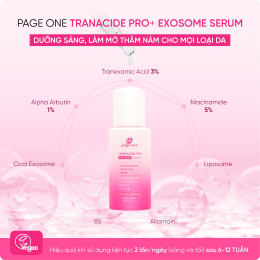 PAGE ONE TRANACIDE PRO+ EXOSOME SERUM
DƯỠNG SÁNG, LÀM MỜ THÂM NÁM CHO MỌI LOẠI DA
Tranexamic Acid 3%
Alpha Arbutin
1%
Niacinamide
5%
page one
TRANACIDE PRO+
Cica Exosome
Liposome
B5
Allantoin
Vegan
Hiệu quả khi sử dụng liên tục 2 lần/ngày (sáng và tối) sau 6-12 TUẦN